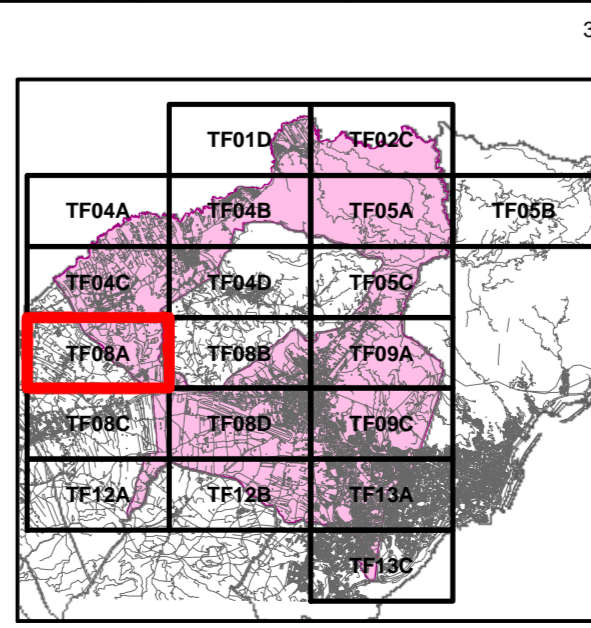 3
TF01D TF02C
TF04A TF04B TF05A TF05B
TF04C TF04D TF05C
TF08A TF08B TF09A
TF08C TF08D TF09C
TF12A TF12B TF13A
TF13C